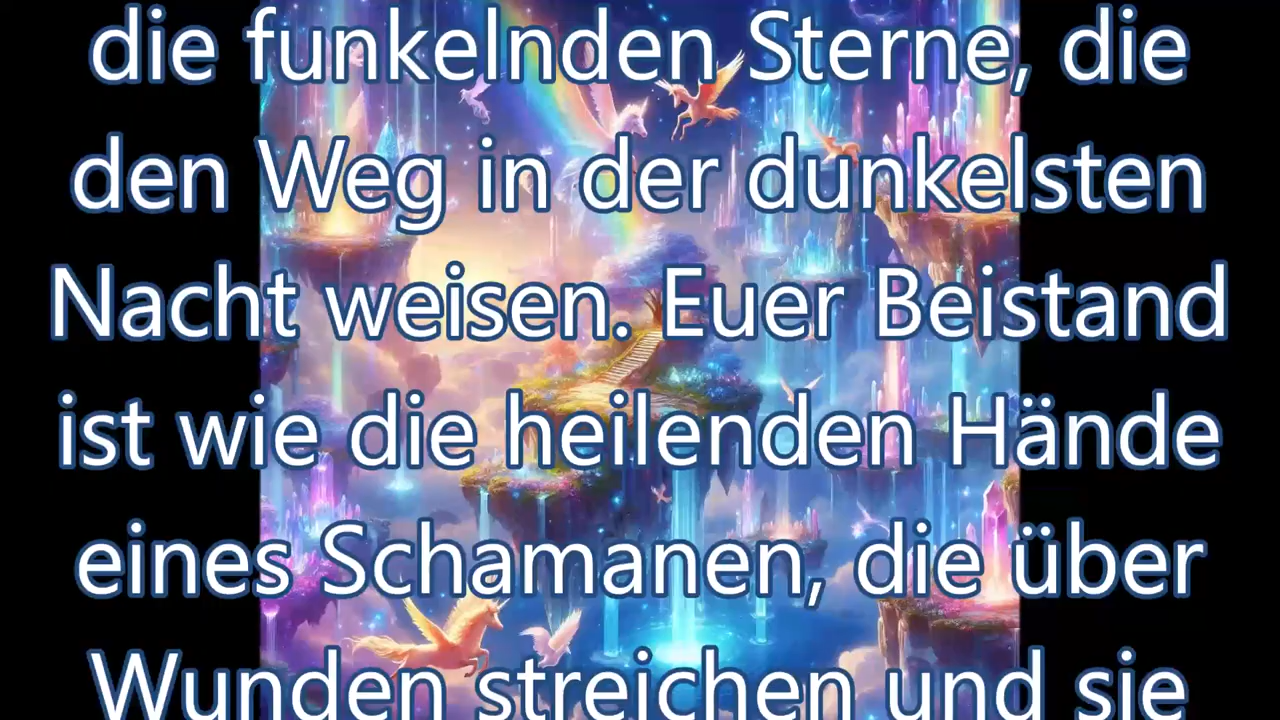 die funkelnden Sterne, die
den Weg in der dunkelsten
Nacht weisen. Euer Beistand
ist wie die heilenden Hände
eines Schamanen, die über
Wunden streichen und sie